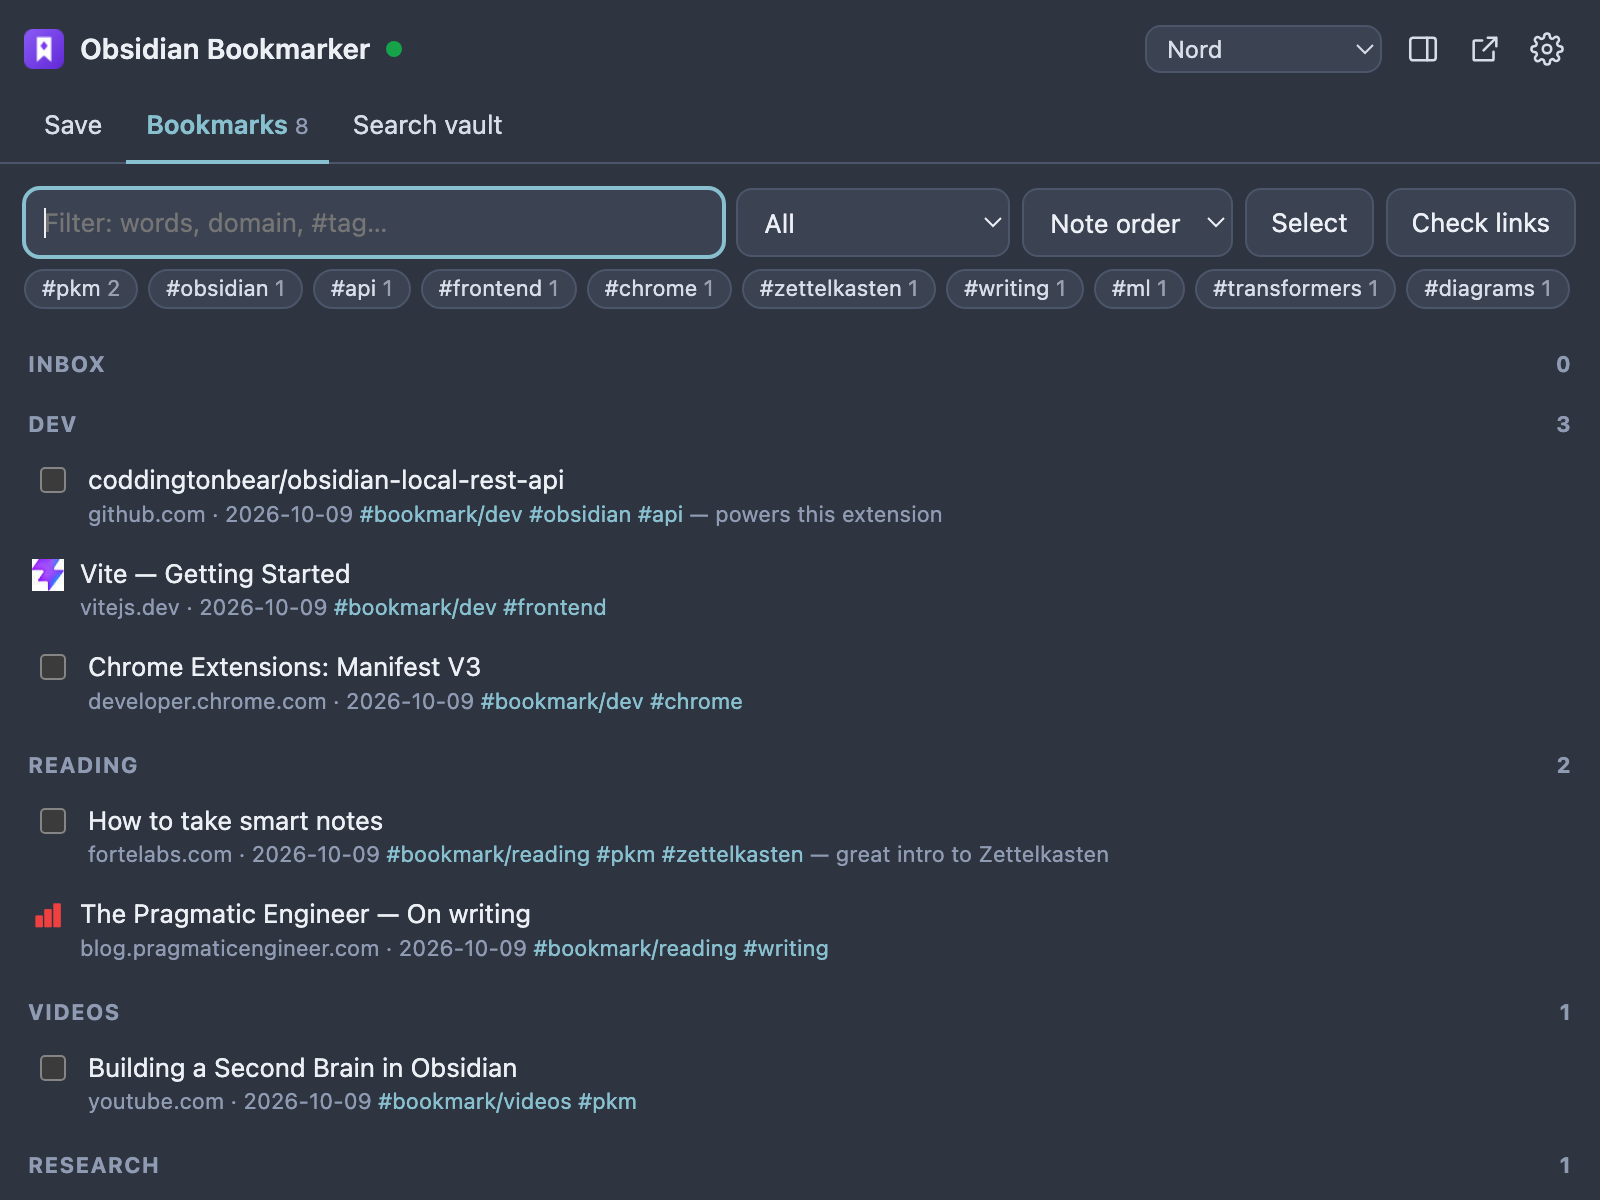 Obsidian Bookmarker
Nord
Save
Bookmarks 8
Search vault
Filter: words, domain, #tag...
All
Note order
Select
Check links
#pkm 2
#obsidian 1
#api 1
#frontend 1
#chrome 1
#zettelkasten 1
#writing 1
#ml 1
#transformers 1
#diagrams 1
INBOX 0
DEV 3
coddingtonbear/obsidian-local-rest-api
github.com · 2026-10-09 #bookmark/dev #obsidian #api — powers this extension
Vite — Getting Started
vitejs.dev · 2026-10-09 #bookmark/dev #frontend
Chrome Extensions: Manifest V3
developer.chrome.com · 2026-10-09 #bookmark/dev #chrome
READING 2
How to take smart notes
fortelabs.com · 2026-10-09 #bookmark/reading #pkm #zettelkasten — great intro to Zettelkasten
The Pragmatic Engineer — On writing
blog.pragmaticengineer.com · 2026-10-09 #bookmark/reading #writing
VIDEOS 1
Building a Second Brain in Obsidian
youtube.com · 2026-10-09 #bookmark/videos #pkm
RESEARCH 1